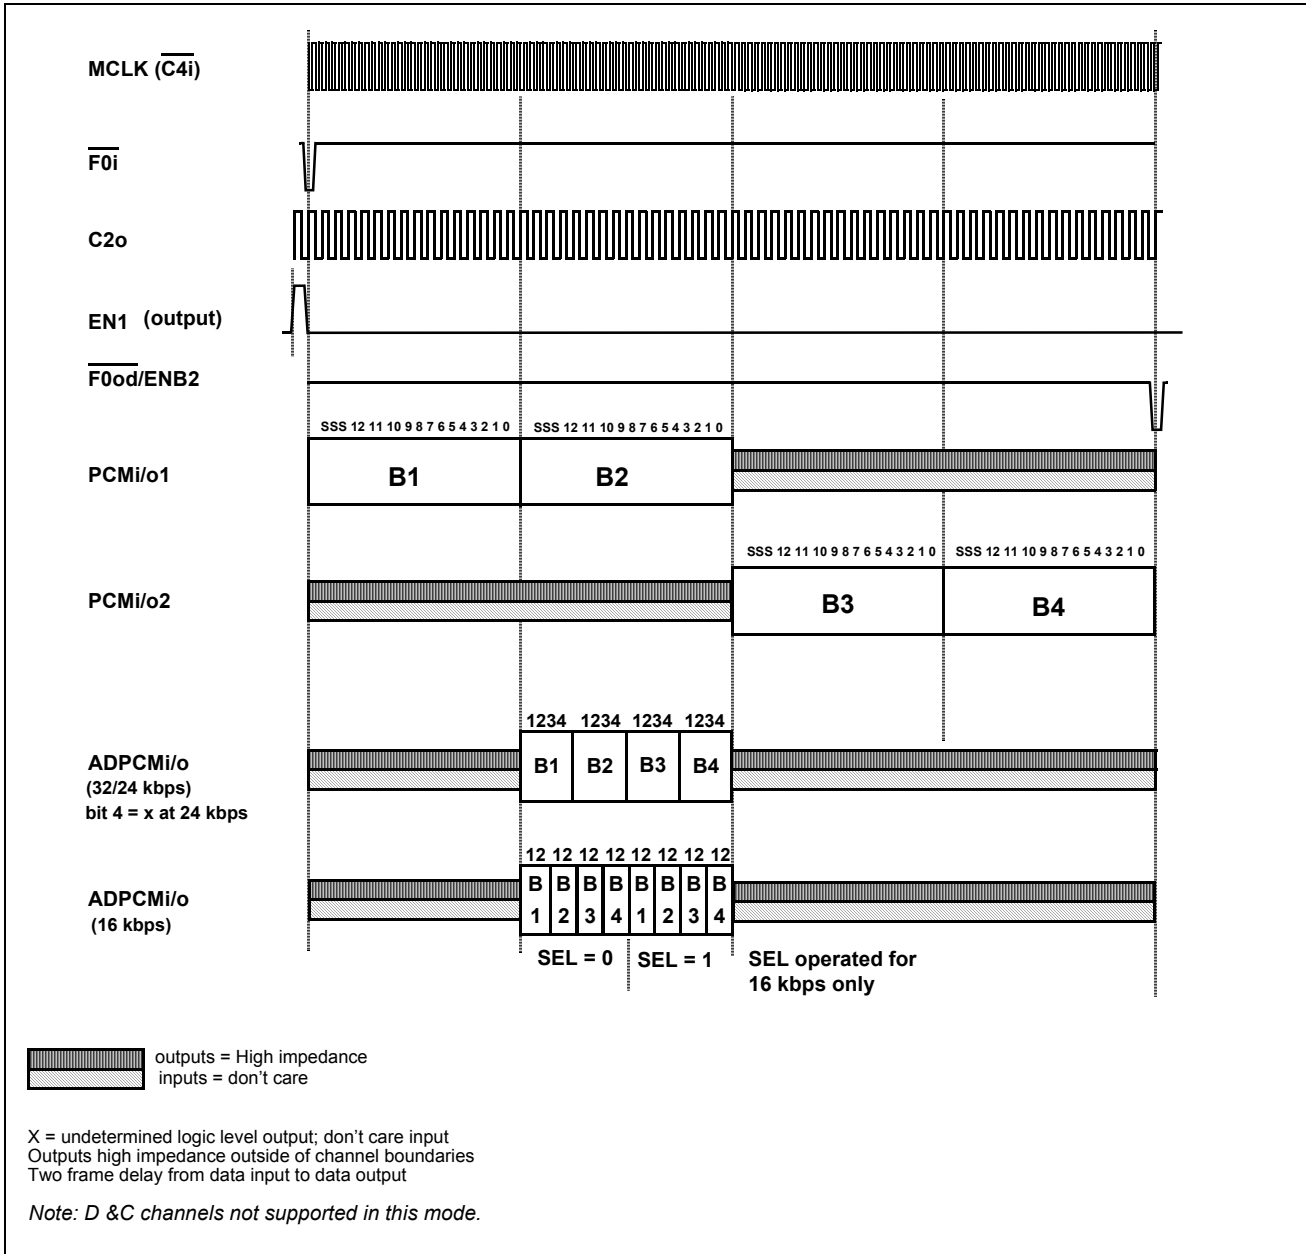 MCLK (C4i)
F0i
C2o
EN1 (output)
F0od/ENB2
SSS 12 11 10 9 8 7 6 5 4 3 2 1 0 SSS 12 11 10 9 8 7 6 5 4 3 2 1 0
PCMi/o1 B1 B2
SSS 12 11 10 9 8 7 6 5 4 3 2 1 0 SSS 12 11 10 9 8 7 6 5 4 3 2 1 0
PCMi/o2 B3 B4
1234 1234 1234 1234
ADPCMi/o B1 B2 B3 B4
(32/24 kbps)
bit 4 = x at 24 kbps
12 12 12 12 12 12 12 12
B B B B B B B B
ADPCMi/o
1 2 3 4 1 2 3 4
(16 kbps)
SEL = 0 SEL = 1 SEL operated for
16 kbps only
outputs = High impedance
inputs = don't care
X = undetermined logic level output; don't care input
Outputs high impedance outside of channel boundaries
Two frame delay from data input to data output
Note: D &C channels not supported in this mode.